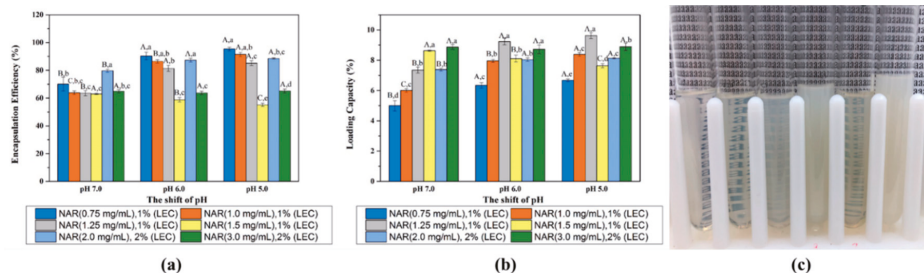 Encapsulation Efficiency (%)
120
100
80
60
40
20
0
B,b
C,b,c
B,c
A,c
A,a
A,b,c
A,a
B,a,b
A,b
C,c
A,a
A,c
A,a
A,a,b
A,b,c
C,e
A,b,c
A,d
pH 7.0
pH 6.0
pH 5.0
The shift of pH
NAR(0.75 mg/mL),1% (LEC)
NAR(1.0 mg/mL),1% (LEC)
NAR(1.25 mg/mL),1% (LEC)
NAR(1.5 mg/mL),1% (LEC)
NAR(2.0 mg/mL), 2% (LEC)
NAR(3.0 mg/mL),2% (LEC)
(a)
Loading Capacity (%)
10
8
6
4
2
0
B,d
C,c
B,b
A,a
B,b
A,a
A,c
B,b
A,a
B,b
A,b
A,a
A,e
A,c
A,a
C,d
A,c
A,b
pH 7.0
pH 6.0
pH 5.0
The shift of pH
NAR(0.75 mg/mL),1% (LEC)
NAR(1.0 mg/mL),1% (LEC)
NAR(1.25 mg/mL),1% (LEC)
NAR(1.5 mg/mL),1% (LEC)
NAR(2.0 mg/mL), 2% (LEC)
NAR(3.0 mg/mL),2% (LEC)
(b)
(c)